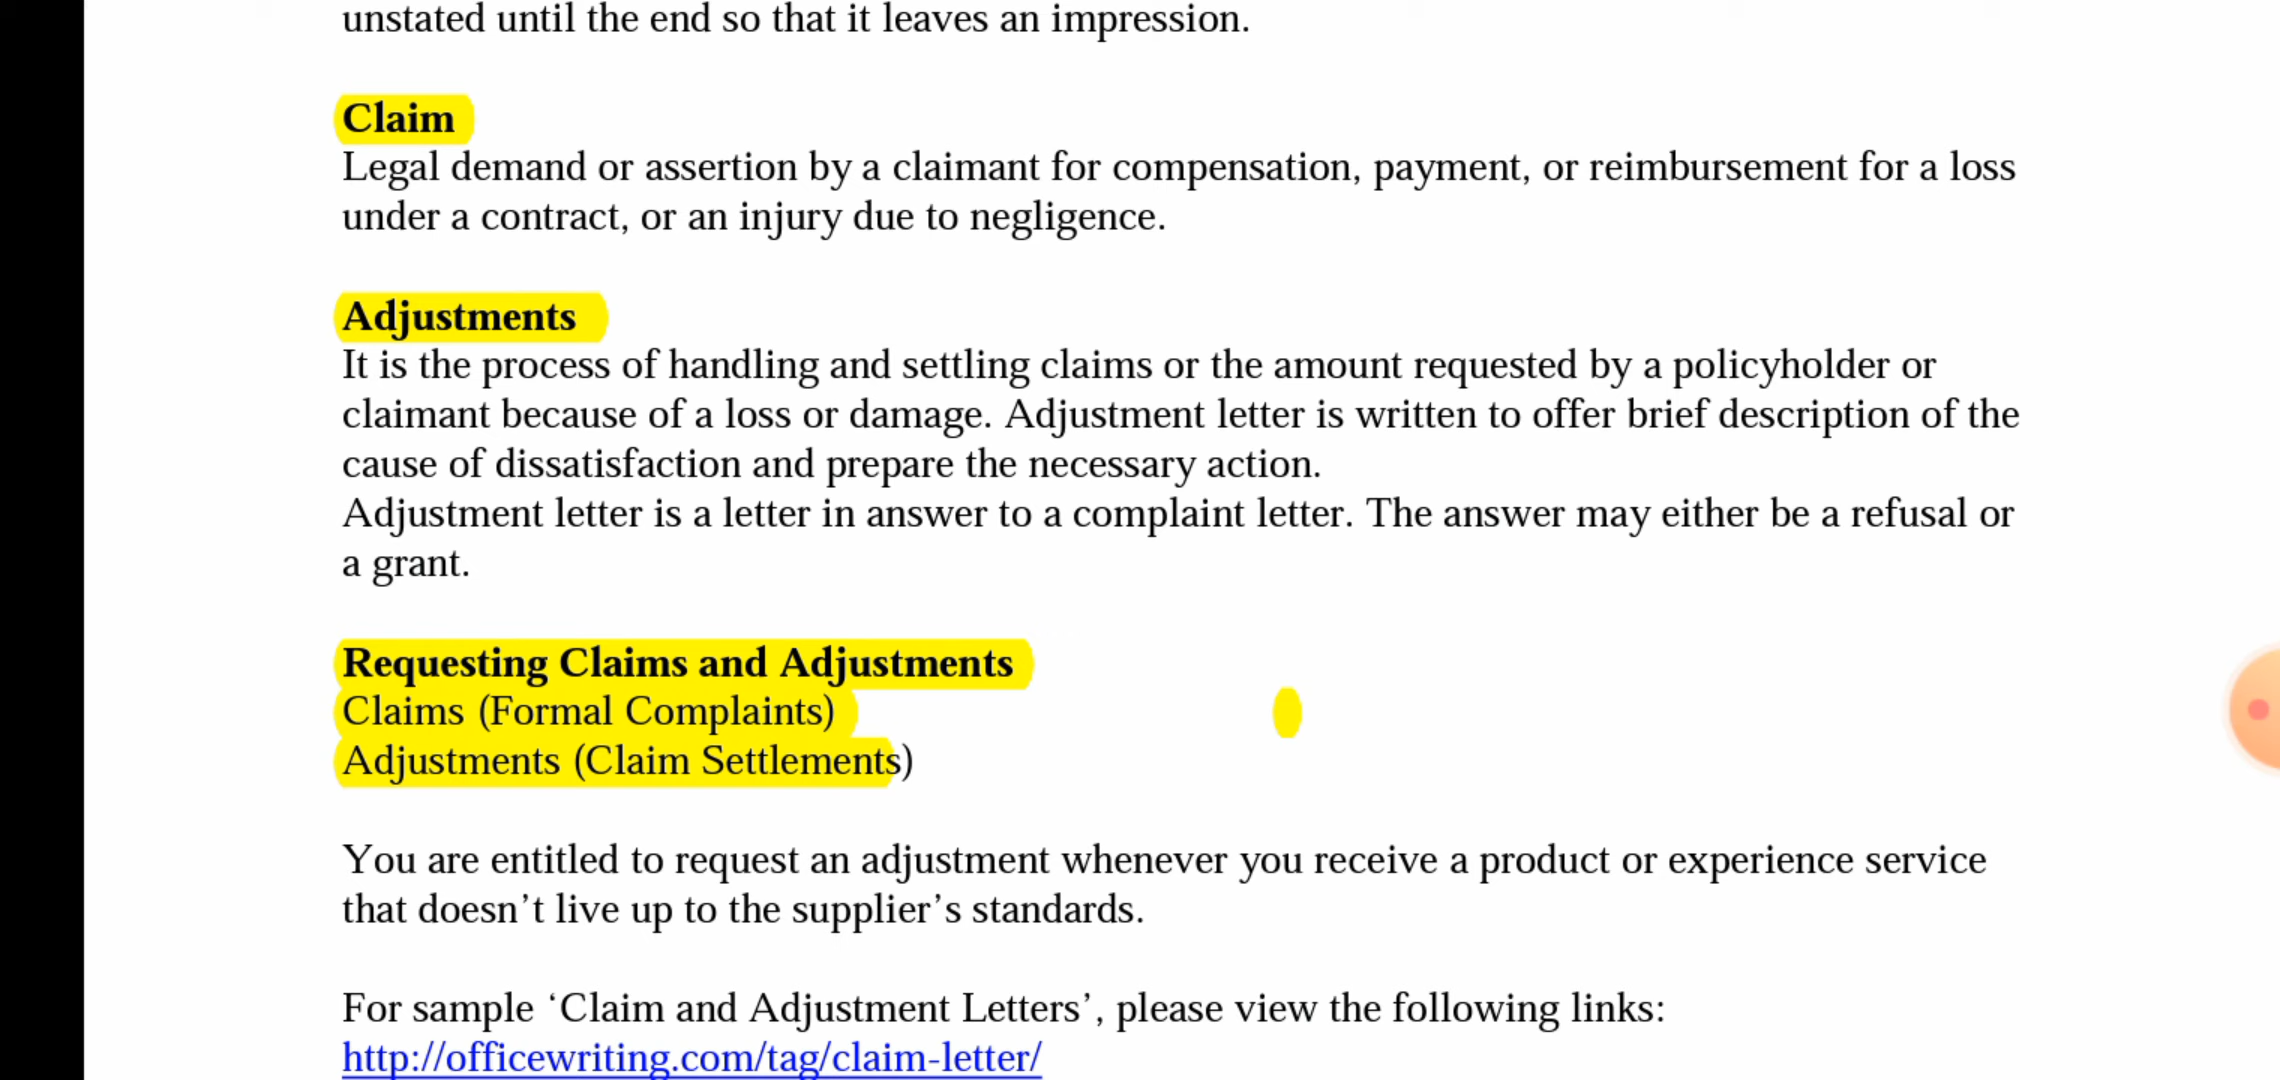 unstated until the end so that it leaves an impression.
Claim
Legal demand or assertion by a claimant for compensation, payment, or reimbursement for a loss
under a contract, or an injury due to negligence.
Adjustments
It is the process of handling and settling claims or the amount requested by a policyholder or
claimant because of a loss or damage. Adjustment letter is written to offer brief description of the
cause of dissatisfaction and prepare the necessary action.
Adjustment letter is a letter in answer to a complaint letter. The answer may either be a refusal or
a grant.
Requesting Claims and Adjustments
Claims (Formal Complaints)
Adjustments (Claim Settlements)
You are entitled to request an adjustment whenever you receive a product or experience service
that doesn’t live up to the supplier’s standards.
For sample ‘Claim and Adjustment Letters’, please view the following links:
http://officewriting.com/tag/claim-letter/